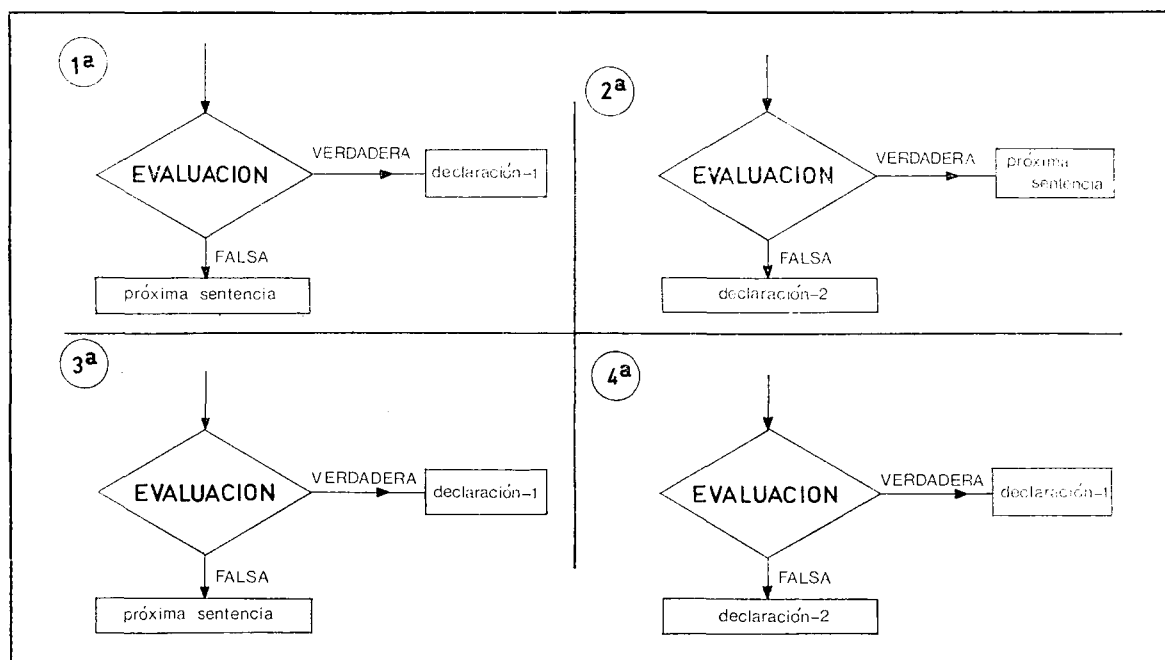 1ª
EVALUACION
VERDADERA
declaración-1
FALSA
próxima sentencia
2ª
EVALUACION
VERDADERA
próxima
sentencia
FALSA
declaración-2
3ª
EVALUACION
VERDADERA
declaración-1
FALSA
próxima sentencia
4ª
EVALUACION
VERDADERA
declaración-1
FALSA
declaración-2